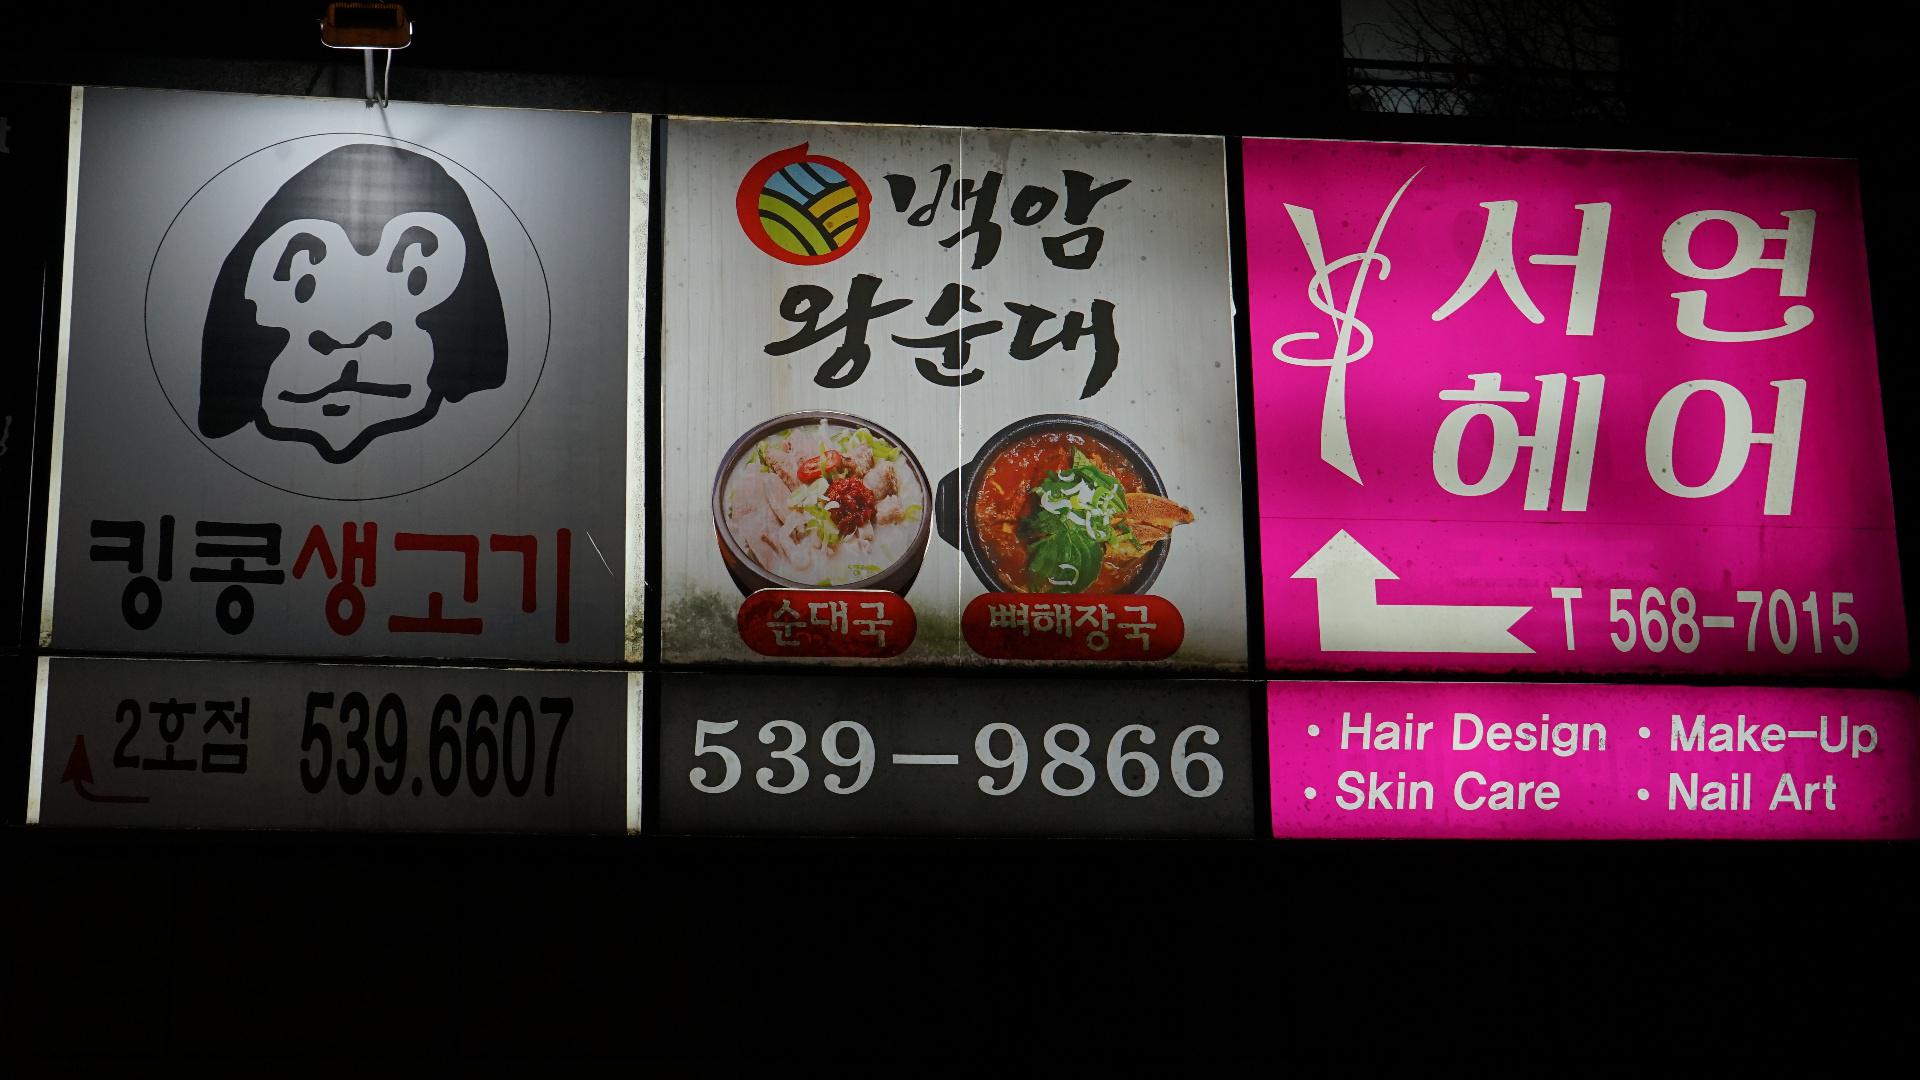 킹콩생고기
2호점 539.6607
백암
왕순대
순대국 뼈해장국
539-9866
서연
헤어
T 568-7015
· Hair Design · Make-Up
· Skin Care · Nail Art